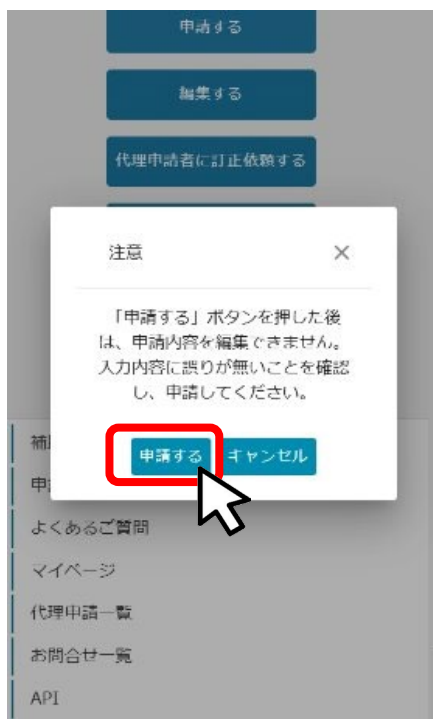 申請する
編集する
代理申請者に訂正依頼する
注意
「申請する」ボタンを押した後
は、申請内容を編集できません。
入力内容に誤りが無いことを確認
し、申請してください。
申請する
キャンセル
補
申
よくあるご質問
マイページ
代理申請一覧
お問合せ一覧
API